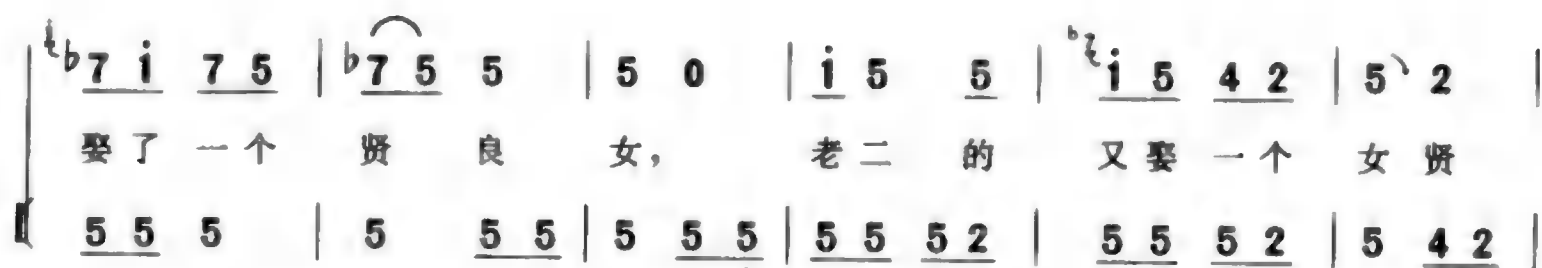 ♭7 i̇ 7 5 | ♭7 5 5 | 5 0 | i̇ 5 5 | i̇ 5 4 2 | 5 2 |
娶了一个 贤良 女， 老二的 又娶一个 女贤
5 5 5 | 5 5 5 | 5 5 5 | 5 5 5 2 | 5 5 5 2 | 5 4 2 |